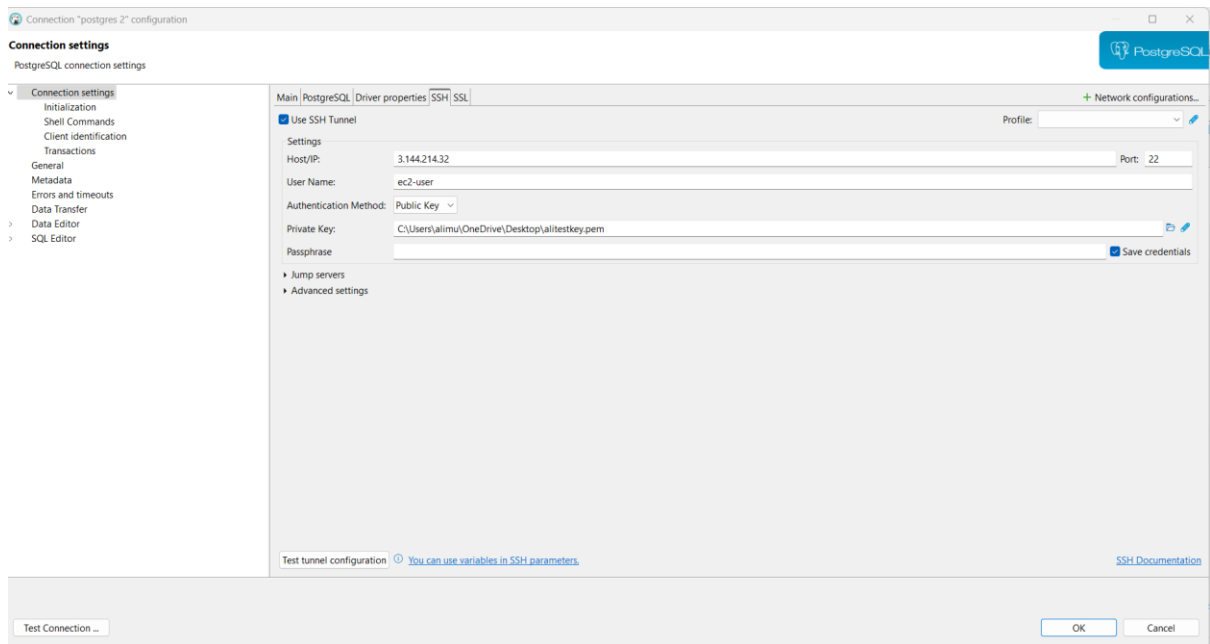 Connection "postgres 2" configuration
Connection settings
PostgreSQL connection settings
PostgreSQL
Connection settings
Initialization
Shell Commands
Client identification
Transactions
General
Metadata
Errors and timeouts
Data Transfer
Data Editor
SQL Editor
Main PostgreSQL Driver properties SSH SSL + Network configurations...
Use SSH Tunnel Profile:
Settings
Host/IP: 3.144.214.32 Port: 22
User Name: ec2-user
Authentication Method: Public Key
Private Key: C:\Users\alimu\OneDrive\Desktop\alitestkey.pem
Passphrase Save credentials
Jump servers
Advanced settings
Test tunnel configuration You can use variables in SSH parameters. SSH Documentation
Test Connection ... OK Cancel